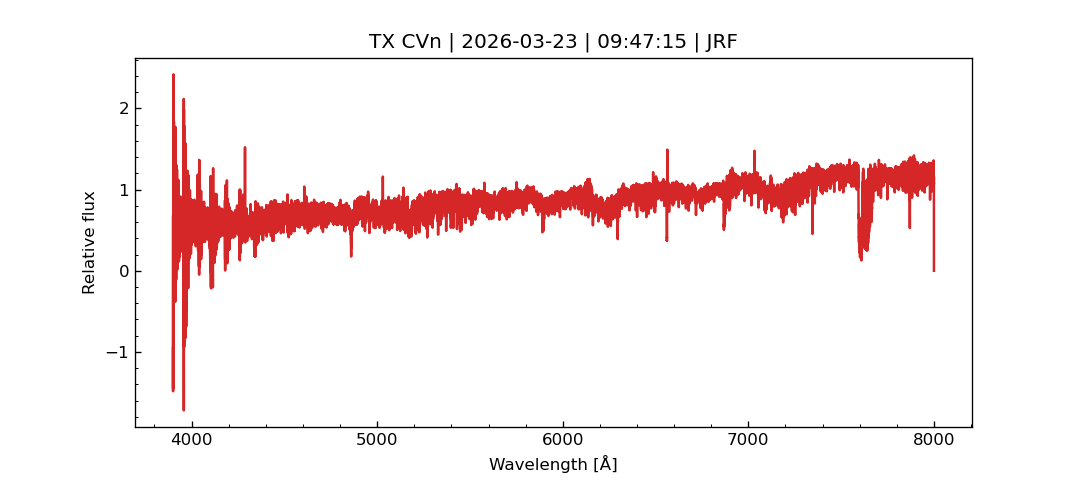 TX CVn | 2026-03-23 | 09:47:15 | JRF
2
1
0
−1
Relative flux
4000 5000 6000 7000 8000
Wavelength [Å]